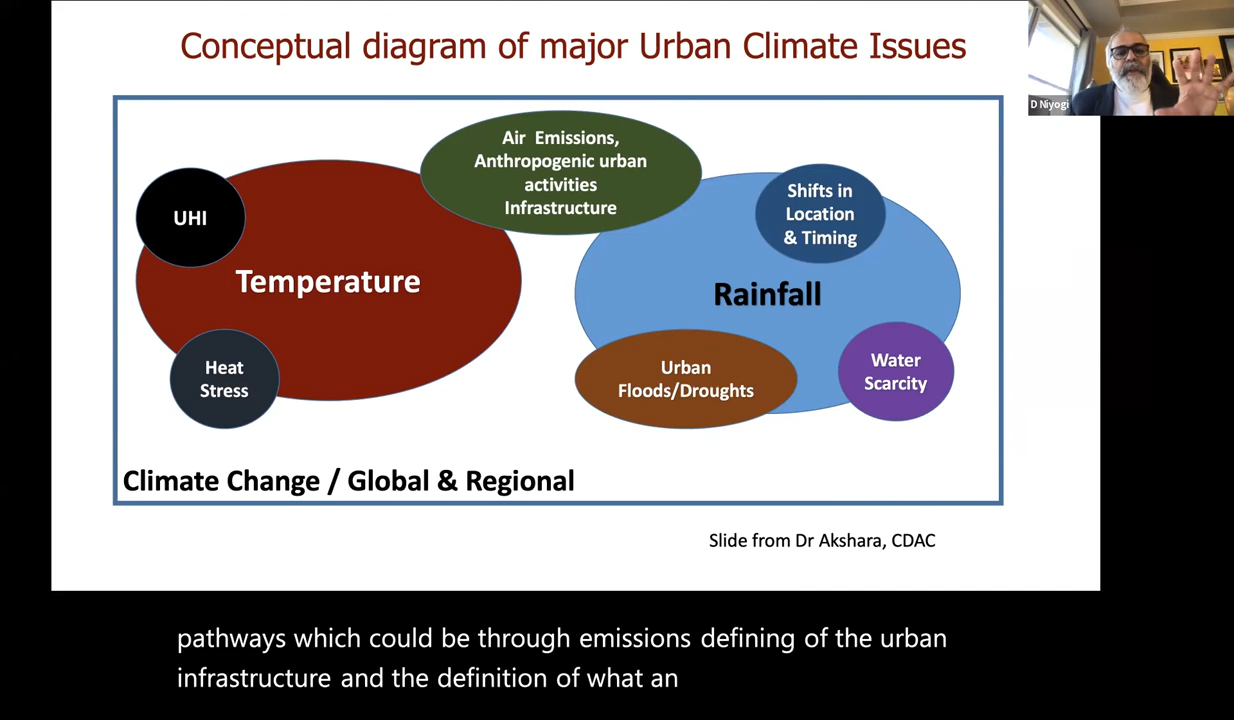 Conceptual diagram of major Urban Climate Issues
D Niyogi
Air Emissions,
Anthropogenic urban
activities
Infrastructure
UHI
Shifts in
Location
& Timing
Temperature
Rainfall
Heat
Stress
Urban
Floods/Droughts
Water
Scarcity
Climate Change / Global & Regional
Slide from Dr Akshara, CDAC
pathways which could be through emissions defining of the urban
infrastructure and the definition of what an